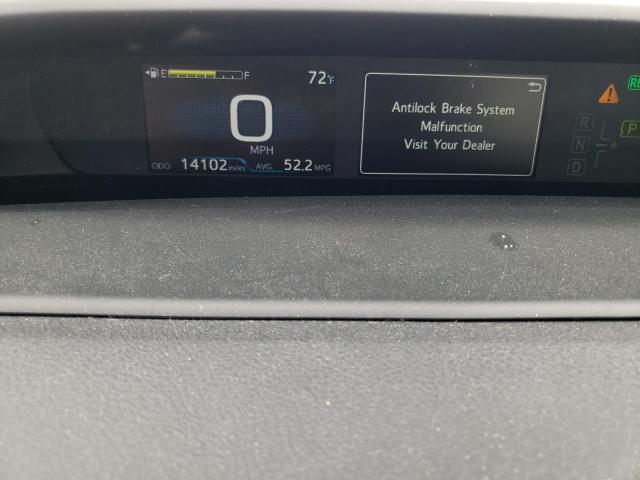 E F 72°F
0
MPH
ODO 14102 miles AVG. 52.2 MPG
Antilock Brake System
Malfunction
Visit Your Dealer
R
N
D
P